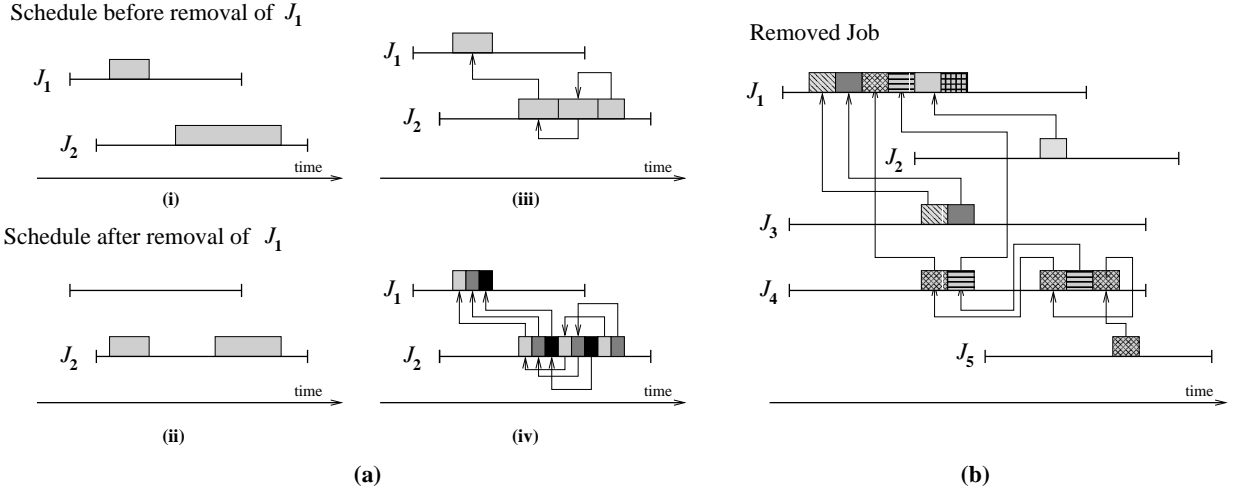 Schedule before removal of J1
J1
J2
time
(i)
Schedule after removal of J1
J2
time
(ii)
J1
J2
time
(iii)
J1
J2
time
(iv)
(a)
Removed Job
J1
J2
J3
J4
J5
time
(b)